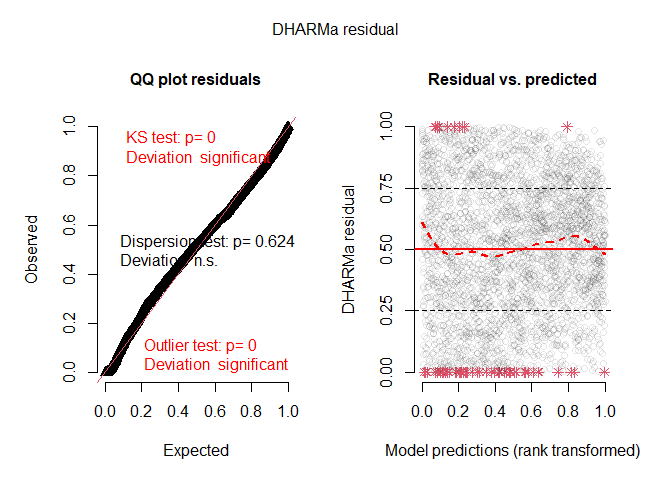 DHARMa residual
QQ plot residuals
KS test: p= 0
Deviation  significant
Dispersion test: p= 0.624
Deviation n.s.
Outlier test: p= 0
Deviation  significant
Observed
0.0 0.2 0.4 0.6 0.8 1.0
0.0 0.2 0.4 0.6 0.8 1.0
Expected
Residual vs. predicted
DHARMa residual
0.00 0.25 0.50 0.75 1.00
0.0 0.2 0.4 0.6 0.8 1.0
Model predictions (rank transformed)